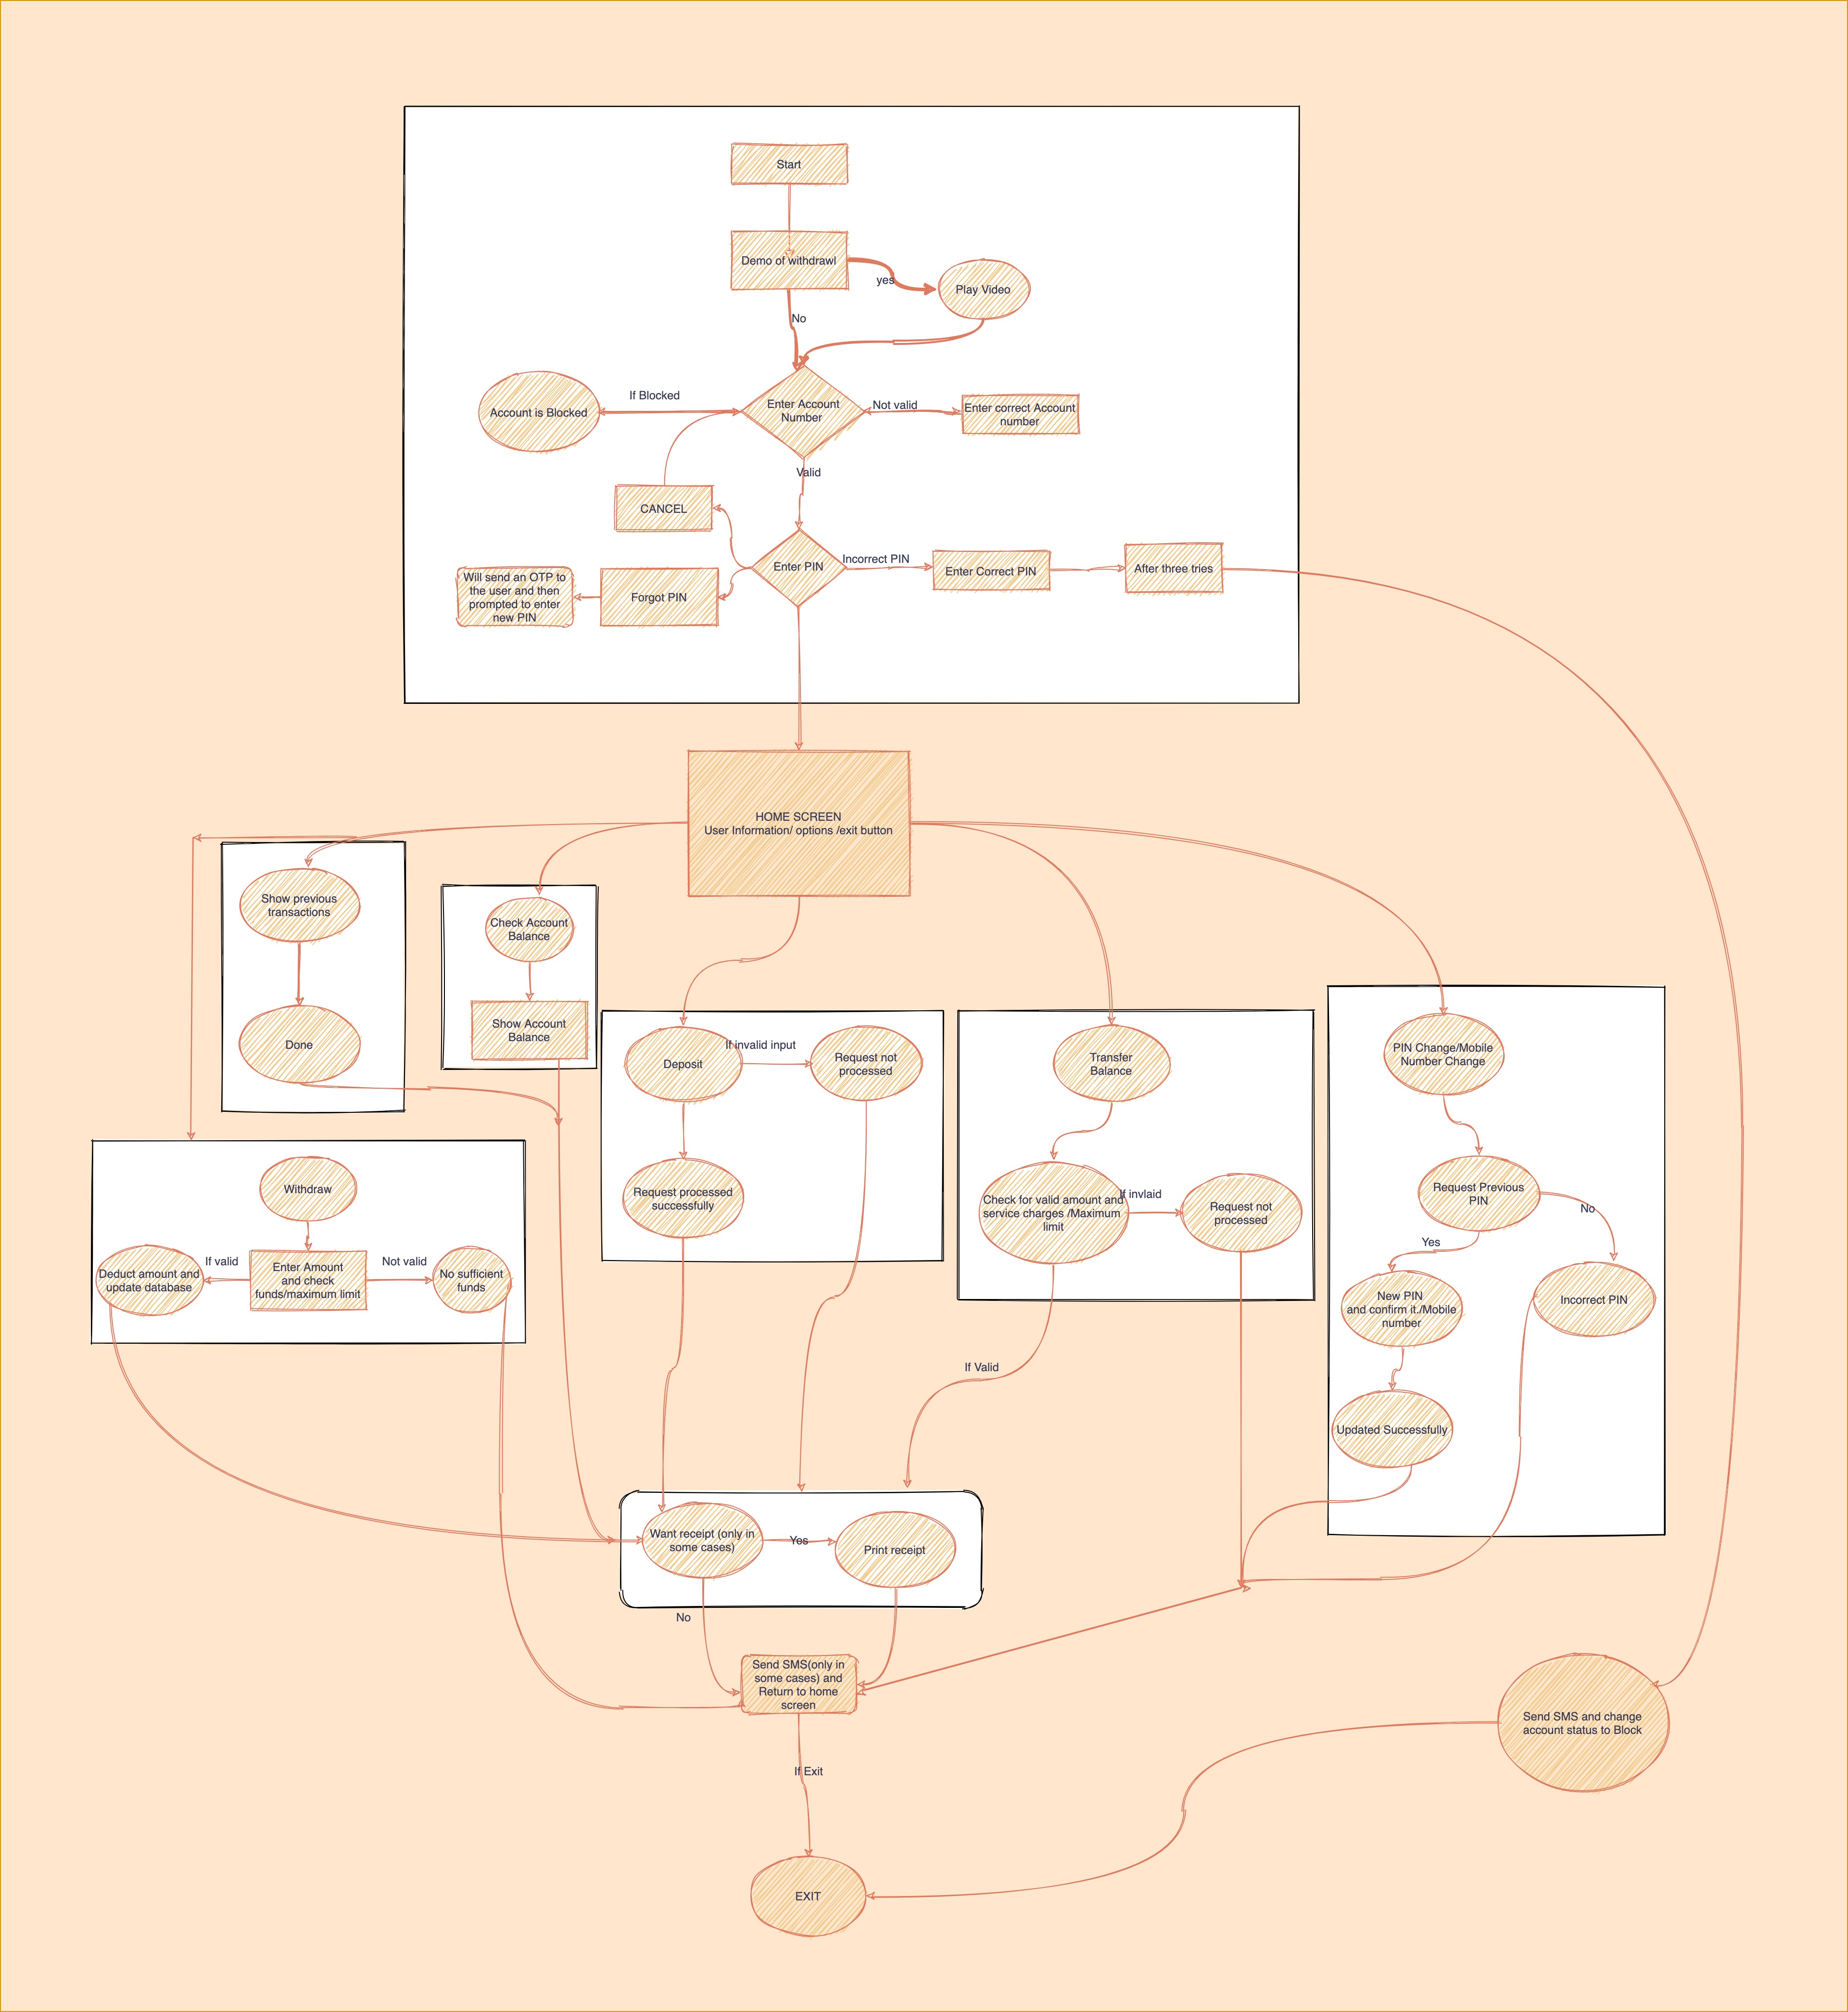 Start
Demo of withdrawl
yes
Play Video
No
If Blocked
Account is Blocked
Enter Account
Number
Not valid
Enter correct Account
number
Valid
CANCEL
Enter PIN
Incorrect PIN
Enter Correct PIN
After three tries
Forgot PIN
Will send an OTP to
the user and then
prompted to enter
new PIN
HOME SCREEN
User Information/ options /exit button
Show previous
transactions
Done
Check Account
Balance
Show Account
Balance
Deposit
If invalid input
Request not
processed
Request processed
successfully
Transfer
Balance
Check for valid amount and
service charges /Maximum
limit
If invlaid
Request not
processed
PIN Change/Mobile
Number Change
Request Previous
PIN
No
Yes
New PIN
and confirm it./Mobile
number
Incorrect PIN
Updated Successfully
Withdraw
If valid
Deduct amount and
update database
Enter Amount
and check
funds/maximum limit
Not valid
No sufficient
funds
If Valid
Want receipt (only in
some cases)
Yes
Print receipt
No
Send SMS(only in
some cases) and
Return to home
screen
Send SMS and change
account status to Block
If Exit
EXIT